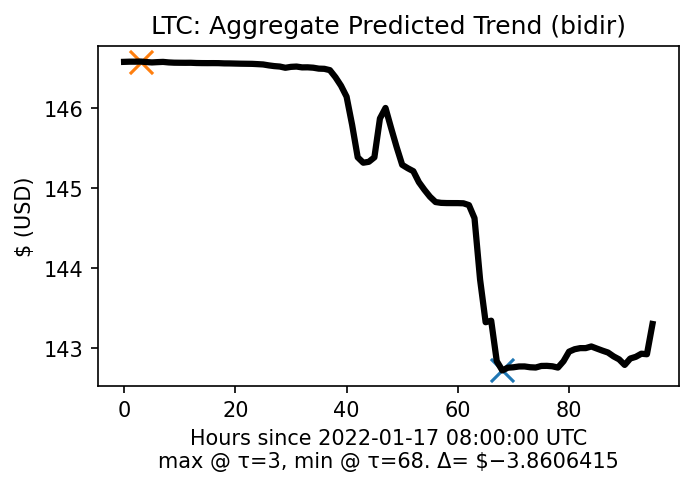 LTC: Aggregate Predicted Trend (bidir)
$ (USD)
146
145
144
143
0 20 40 60 80
Hours since 2022-01-17 08:00:00 UTC
max @ τ=3, min @ τ=68. Δ= $−3.8606415